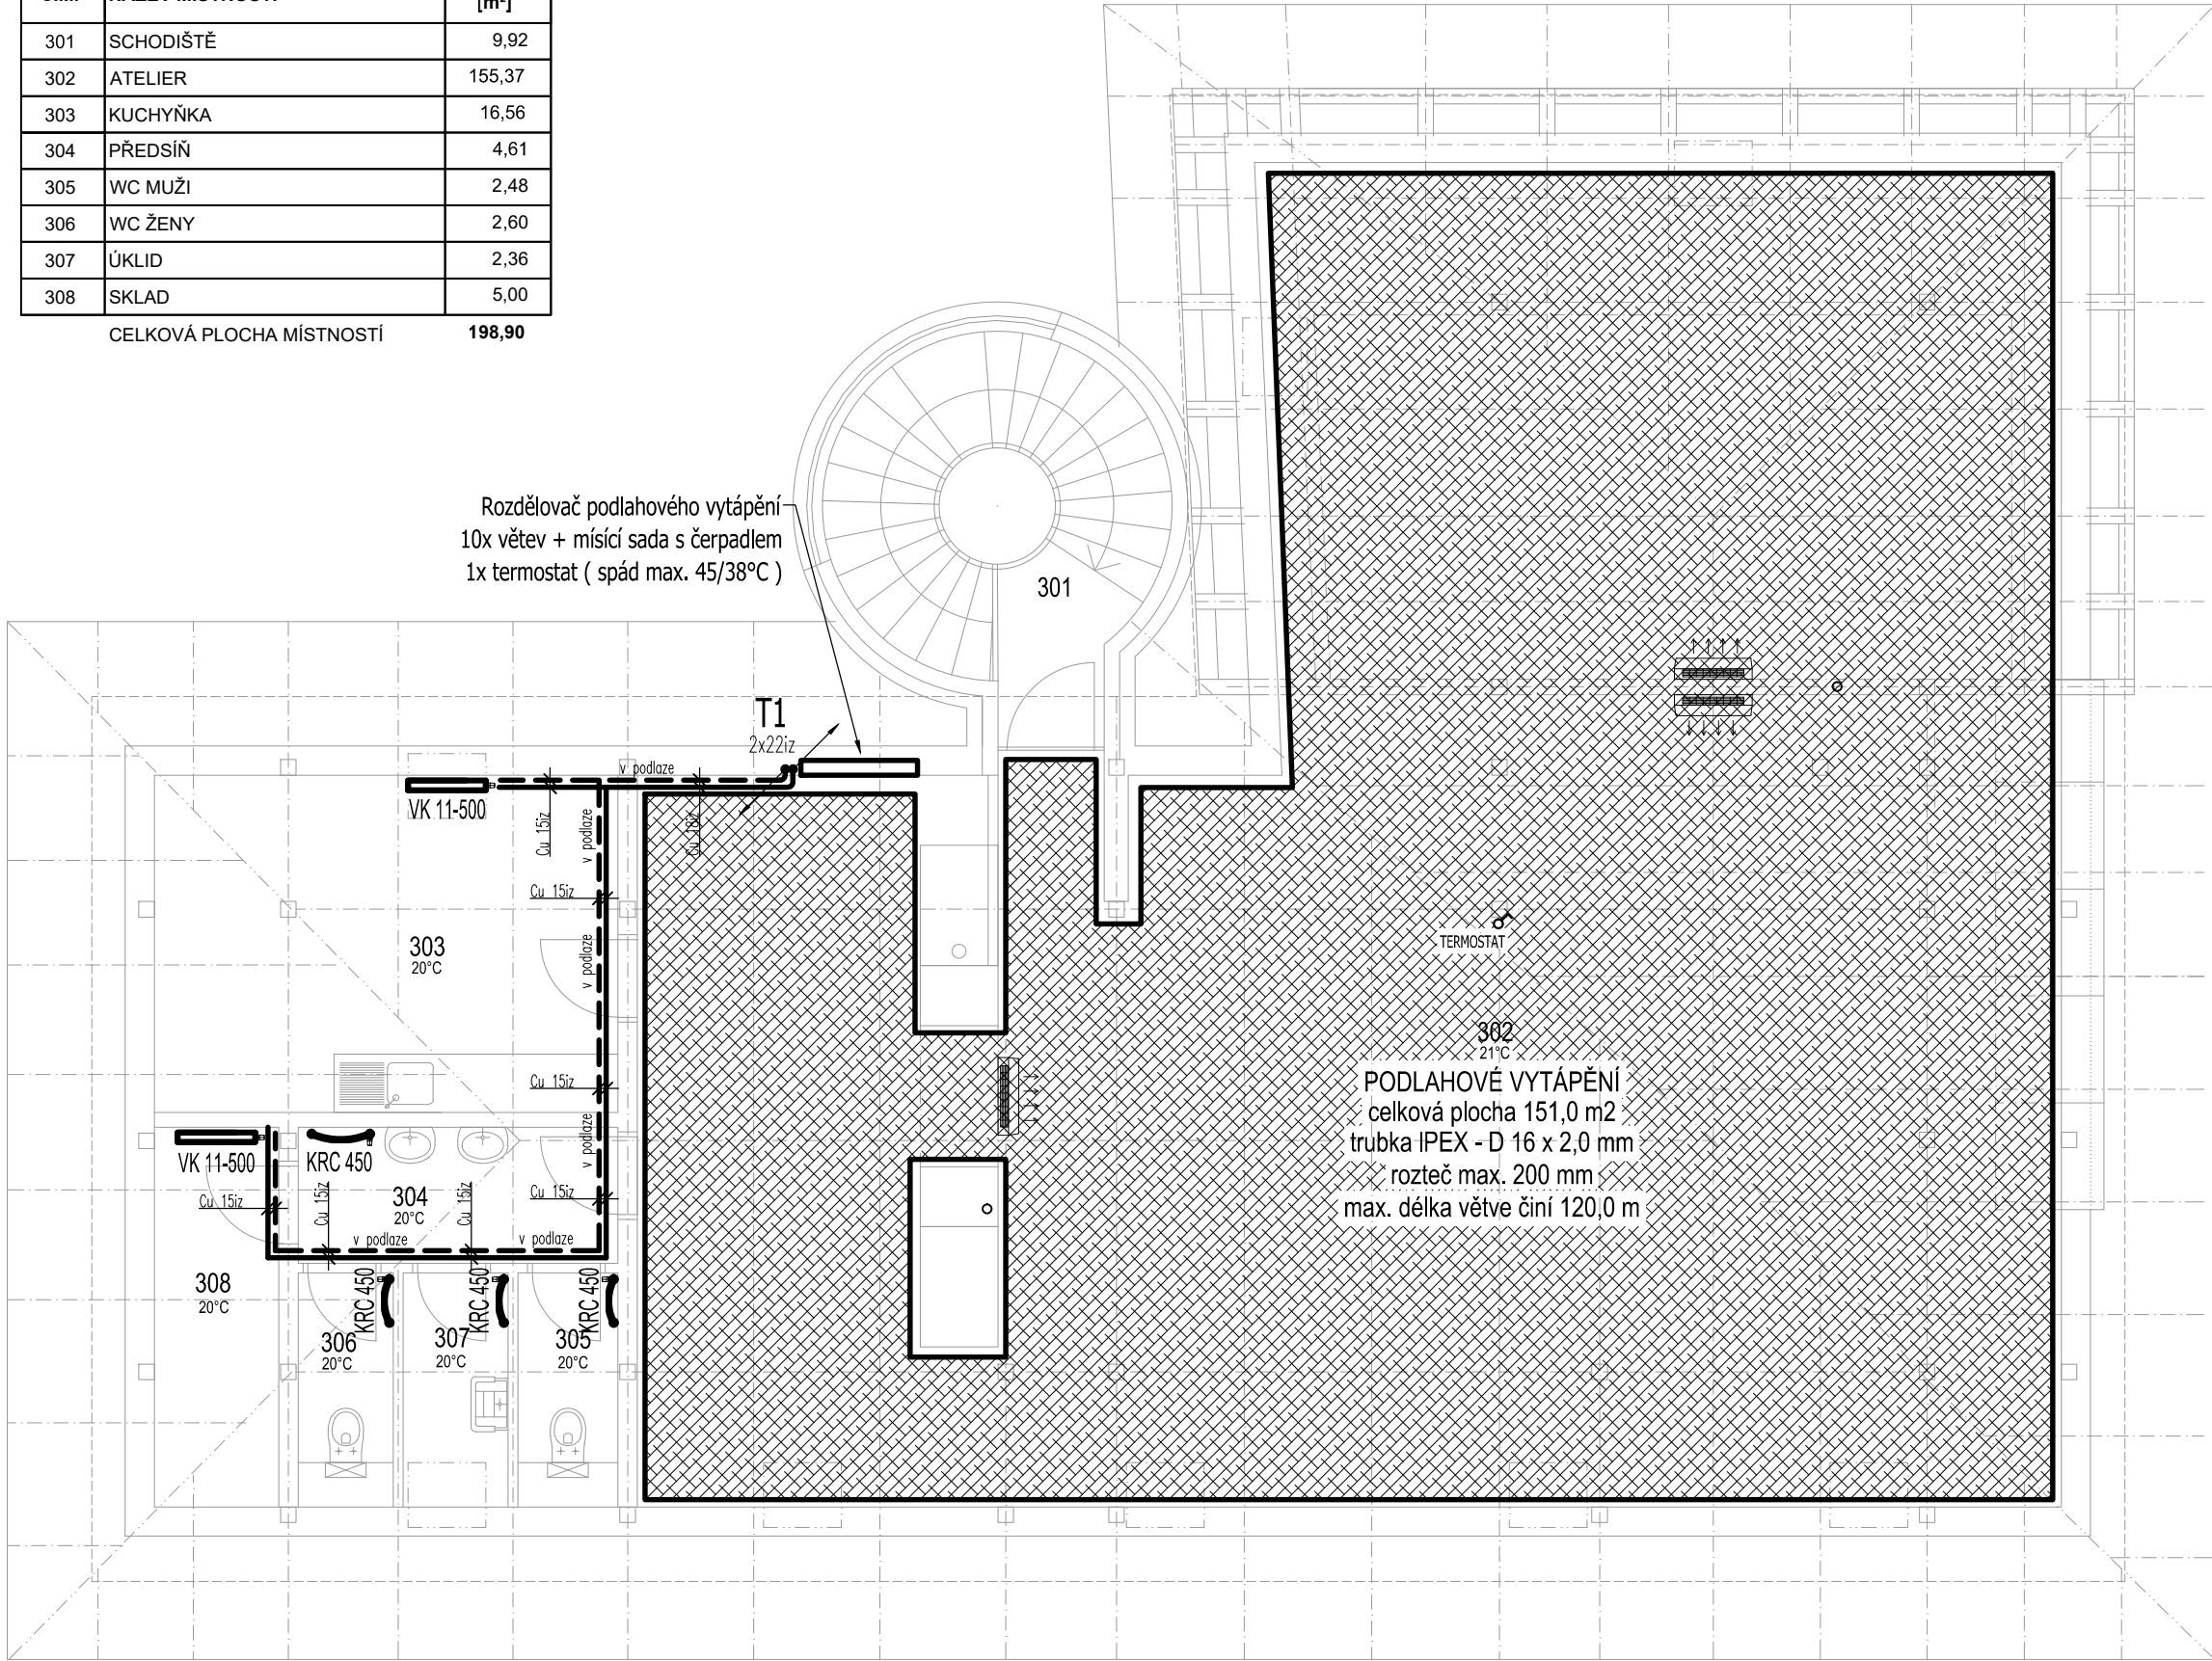 [m²]
301 SCHODIŠTĚ 9,92
302 ATELIER 155,37
303 KUCHYŇKA 16,56
304 PŘEDSÍŇ 4,61
305 WC MUŽI 2,48
306 WC ŽENY 2,60
307 ÚKLID 2,36
308 SKLAD 5,00
CELKOVÁ PLOCHA MÍSTNOSTÍ 198,90
Rozdělovač podlahového vytápění
10x větev + mísící sada s čerpadlem
1x termostat ( spád max. 45/38°C )
301
T1
2x22iz
v podlaze
VK 11-500
Cu 15iz
v podlaze
Cu 18iz
Cu 15iz
303
20°C
v podlaze
TERMOSTAT
302
21°C
PODLAHOVÉ VYTÁPĚNÍ
celková plocha 151,0 m2
trubka IPEX - D 16 x 2,0 mm
rozteč max. 200 mm
max. délka větve činí 120,0 m
Cu 15iz
v podlaze
VK 11-500
KRC 450
Cu 15iz
Cu 15iz
304
20°C
Cu 15iz
Cu 15iz
v podlaze
v podlaze
308
20°C
KRC 450
KRC 450
KRC 450
306
20°C
307
20°C
305
20°C